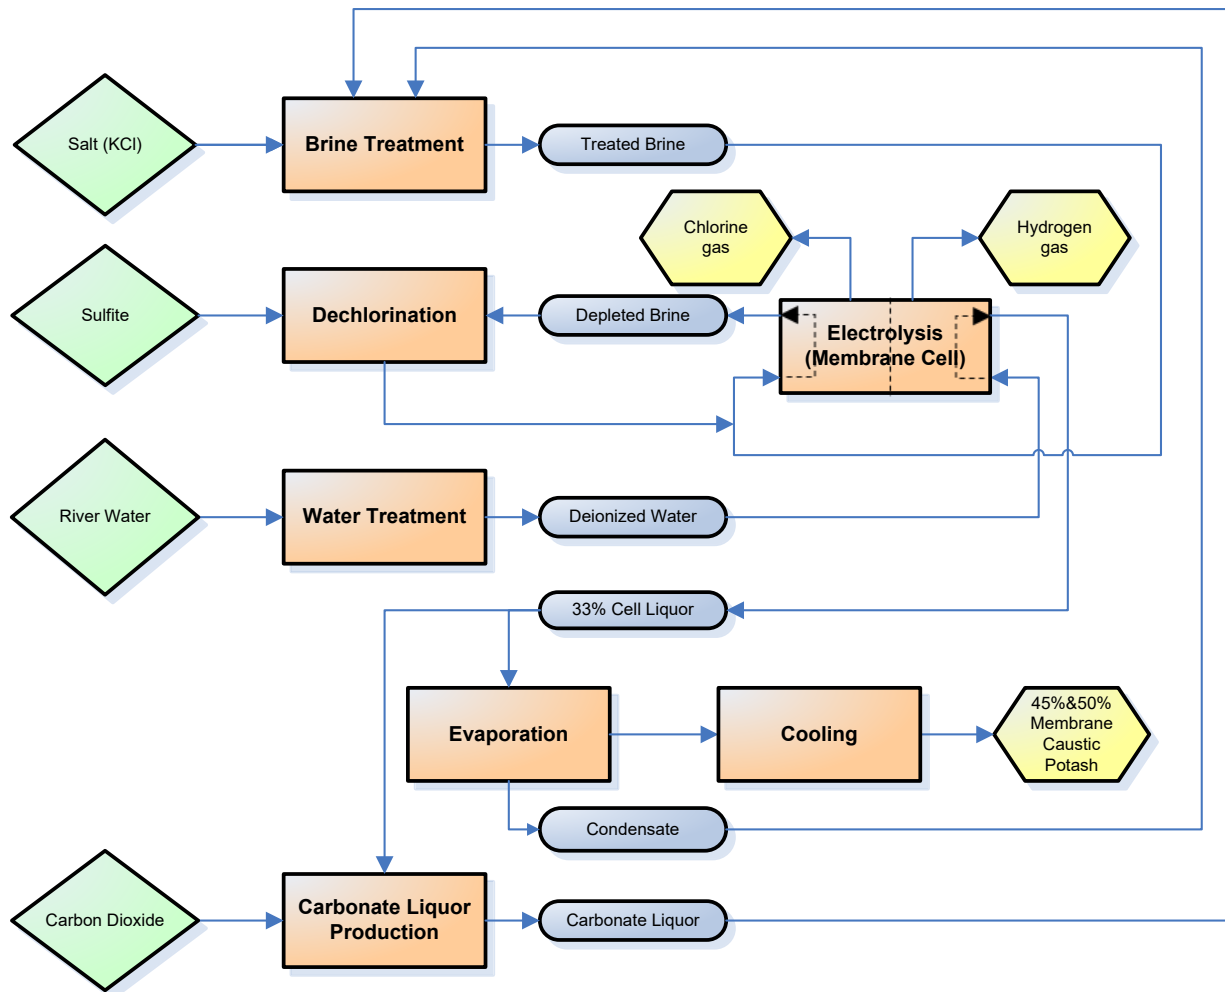 Salt (KCl)
Brine Treatment
Treated Brine
Chlorine
gas
Hydrogen
gas
Sulfite
Dechlorination
Depleted Brine
Electrolysis
(Membrane Cell)
River Water
Water Treatment
Deionized Water
33% Cell Liquor
Evaporation
Cooling
45%&50%
Membrane
Caustic
Potash
Condensate
Carbon Dioxide
Carbonate Liquor
Production
Carbonate Liquor